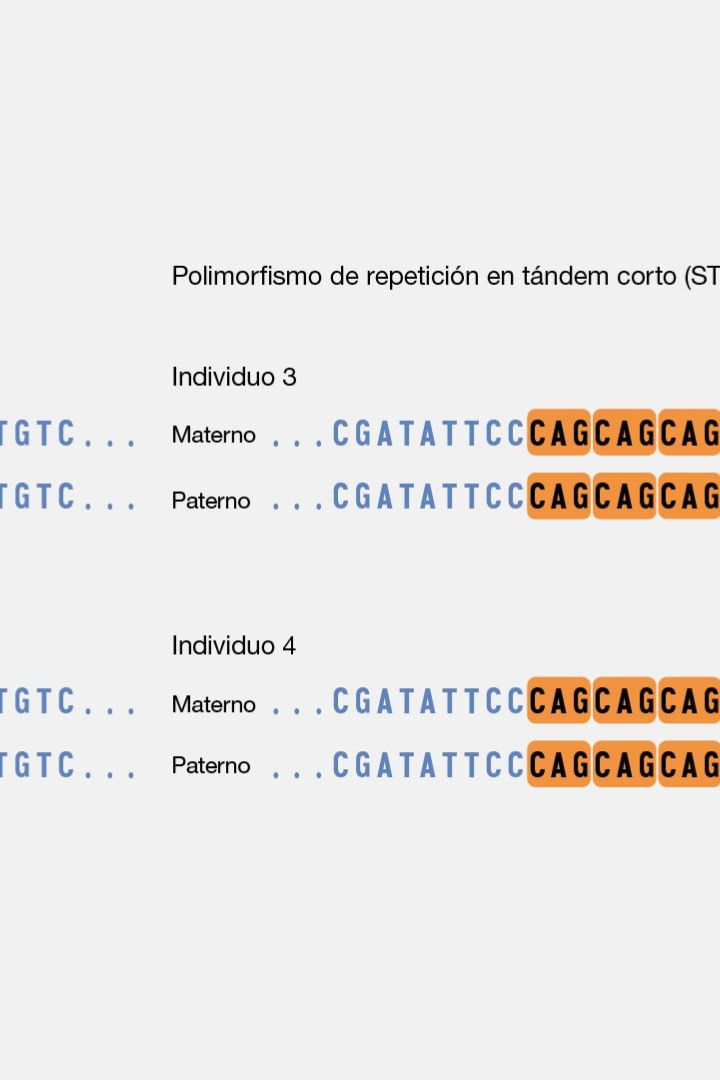 Polimorfismo de repetición en tándem corto (ST
Individuo 3
TGTC... Materno ...CGATATTCCCAGCAGCAG
TGTC... Paterno ...CGATATTCCCAGCAGCAG
Individuo 4
TGTC... Materno ...CGATATTCCCAGCAGCAG
TGTC... Paterno ...CGATATTCCCAGCAGCAG